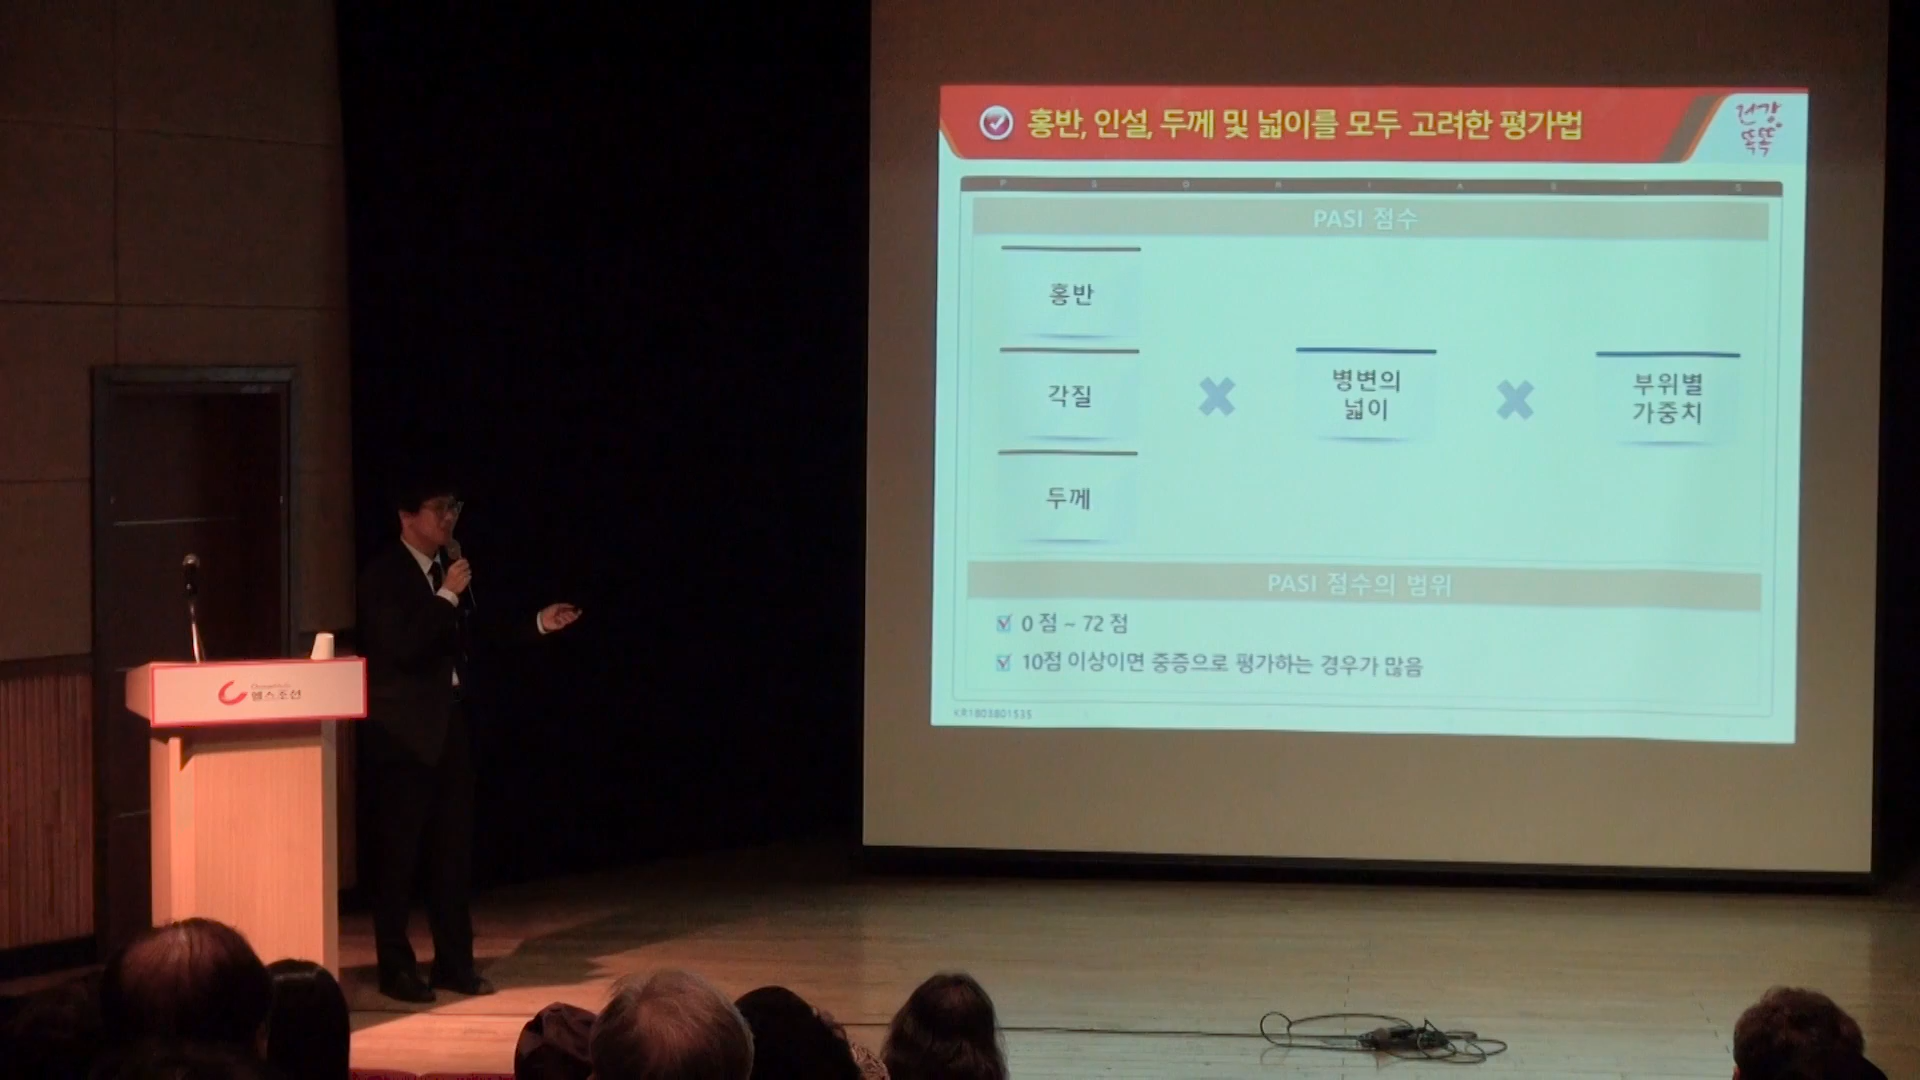 홍반, 인설, 두께 및 넓이를 모두 고려한 평가법
건강
똑똑
P S O R I A S I S
PASI 점수
홍반
각질
두께
병변의
넓이
부위별
가중치
PASI 점수의 범위
0 점 ~ 72 점
10점 이상이면 중증으로 평가하는 경우가 많음
KR1803801535
헬스조선